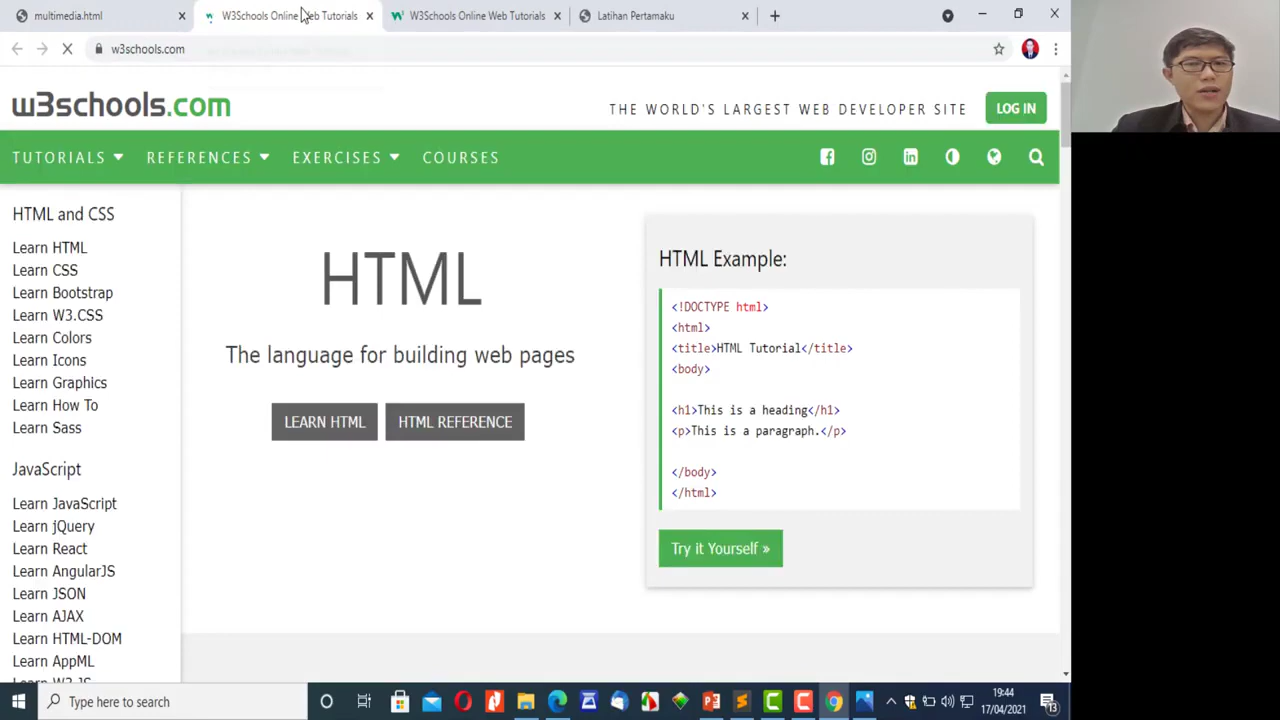 multimedia.html
W3Schools Online Web Tutorials
W3Schools Online Web Tutorials
Latihan Pertamaku
w3schools.com
w3schools.com
THE WORLD'S LARGEST WEB DEVELOPER SITE
LOG IN
TUTORIALS REFERENCES EXERCISES COURSES
HTML and CSS
Learn HTML
Learn CSS
Learn Bootstrap
Learn W3.CSS
Learn Colors
Learn Icons
Learn Graphics
Learn How To
Learn Sass
JavaScript
Learn JavaScript
Learn jQuery
Learn React
Learn AngularJS
Learn JSON
Learn AJAX
Learn HTML-DOM
Learn AppML
Learn W3.JS
HTML
The language for building web pages
LEARN HTML
HTML REFERENCE
HTML Example:
<!DOCTYPE html>
<html>
<title>HTML Tutorial</title>
<body>
<h1>This is a heading</h1>
<p>This is a paragraph.</p>
</body>
</html>
Try it Yourself »
Type here to search
19:44
17/04/2021
13